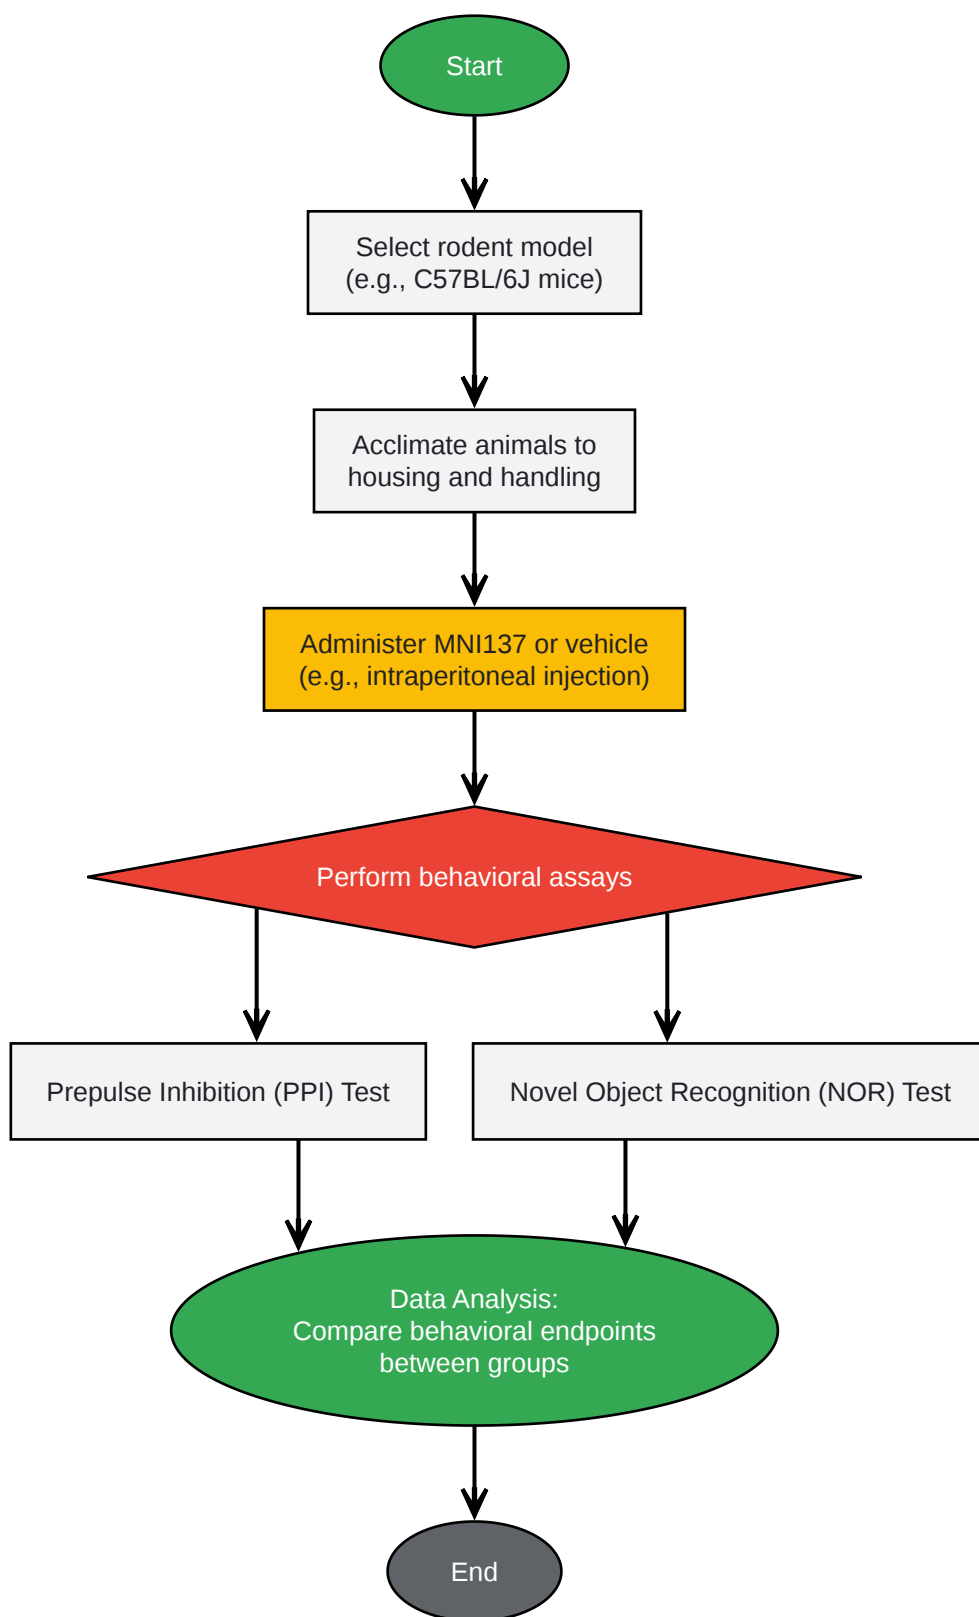 Start
Select rodent model
(e.g., C57BL/6J mice)
Acclimate animals to
housing and handling
Administer MNI137 or vehicle
(e.g., intraperitoneal injection)
Perform behavioral assays
Prepulse Inhibition (PPI) Test
Novel Object Recognition (NOR) Test
Data Analysis:
Compare behavioral endpoints
between groups
End